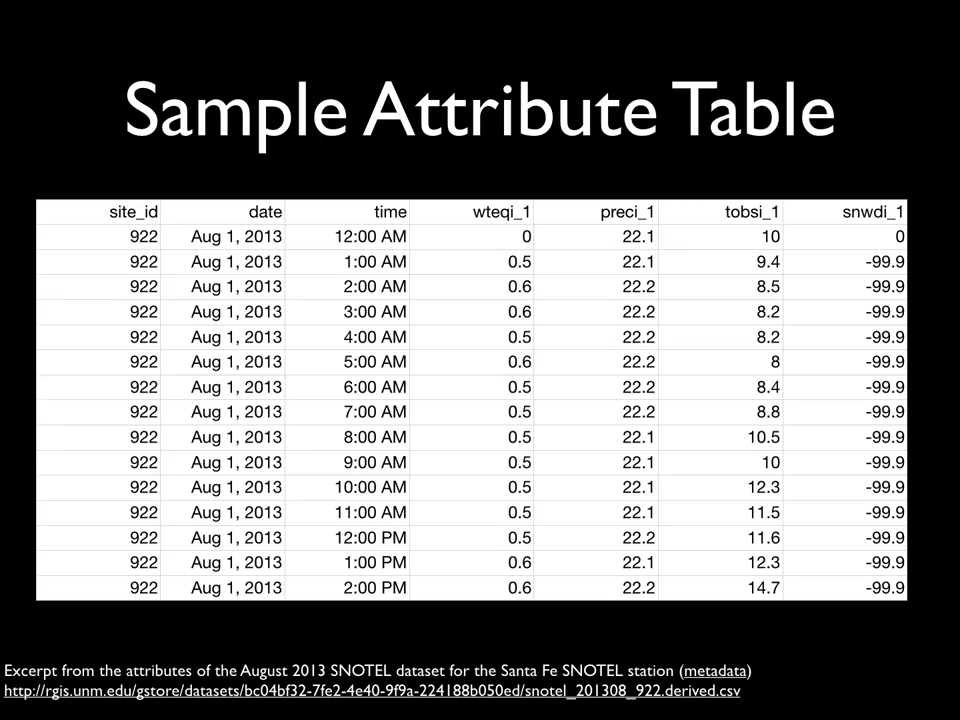 Sample Attribute Table
site_id date time wteqi_1 preci_1 tobsi_1 snwdi_1
922 Aug 1, 2013 12:00 AM 0 22.1 10 0
922 Aug 1, 2013 1:00 AM 0.5 22.1 9.4 -99.9
922 Aug 1, 2013 2:00 AM 0.6 22.2 8.5 -99.9
922 Aug 1, 2013 3:00 AM 0.6 22.2 8.2 -99.9
922 Aug 1, 2013 4:00 AM 0.5 22.2 8.2 -99.9
922 Aug 1, 2013 5:00 AM 0.6 22.2 8 -99.9
922 Aug 1, 2013 6:00 AM 0.5 22.2 8.4 -99.9
922 Aug 1, 2013 7:00 AM 0.5 22.2 8.8 -99.9
922 Aug 1, 2013 8:00 AM 0.5 22.1 10.5 -99.9
922 Aug 1, 2013 9:00 AM 0.5 22.1 10 -99.9
922 Aug 1, 2013 10:00 AM 0.5 22.1 12.3 -99.9
922 Aug 1, 2013 11:00 AM 0.5 22.1 11.5 -99.9
922 Aug 1, 2013 12:00 PM 0.5 22.2 11.6 -99.9
922 Aug 1, 2013 1:00 PM 0.6 22.1 12.3 -99.9
922 Aug 1, 2013 2:00 PM 0.6 22.2 14.7 -99.9
Excerpt from the attributes of the August 2013 SNOTEL dataset for the Santa Fe SNOTEL station (metadata)
http://rgis.unm.edu/gstore/datasets/bc04bf32-7fe2-4e40-9f9a-224188b050ed/snotel_201308_922.derived.csv